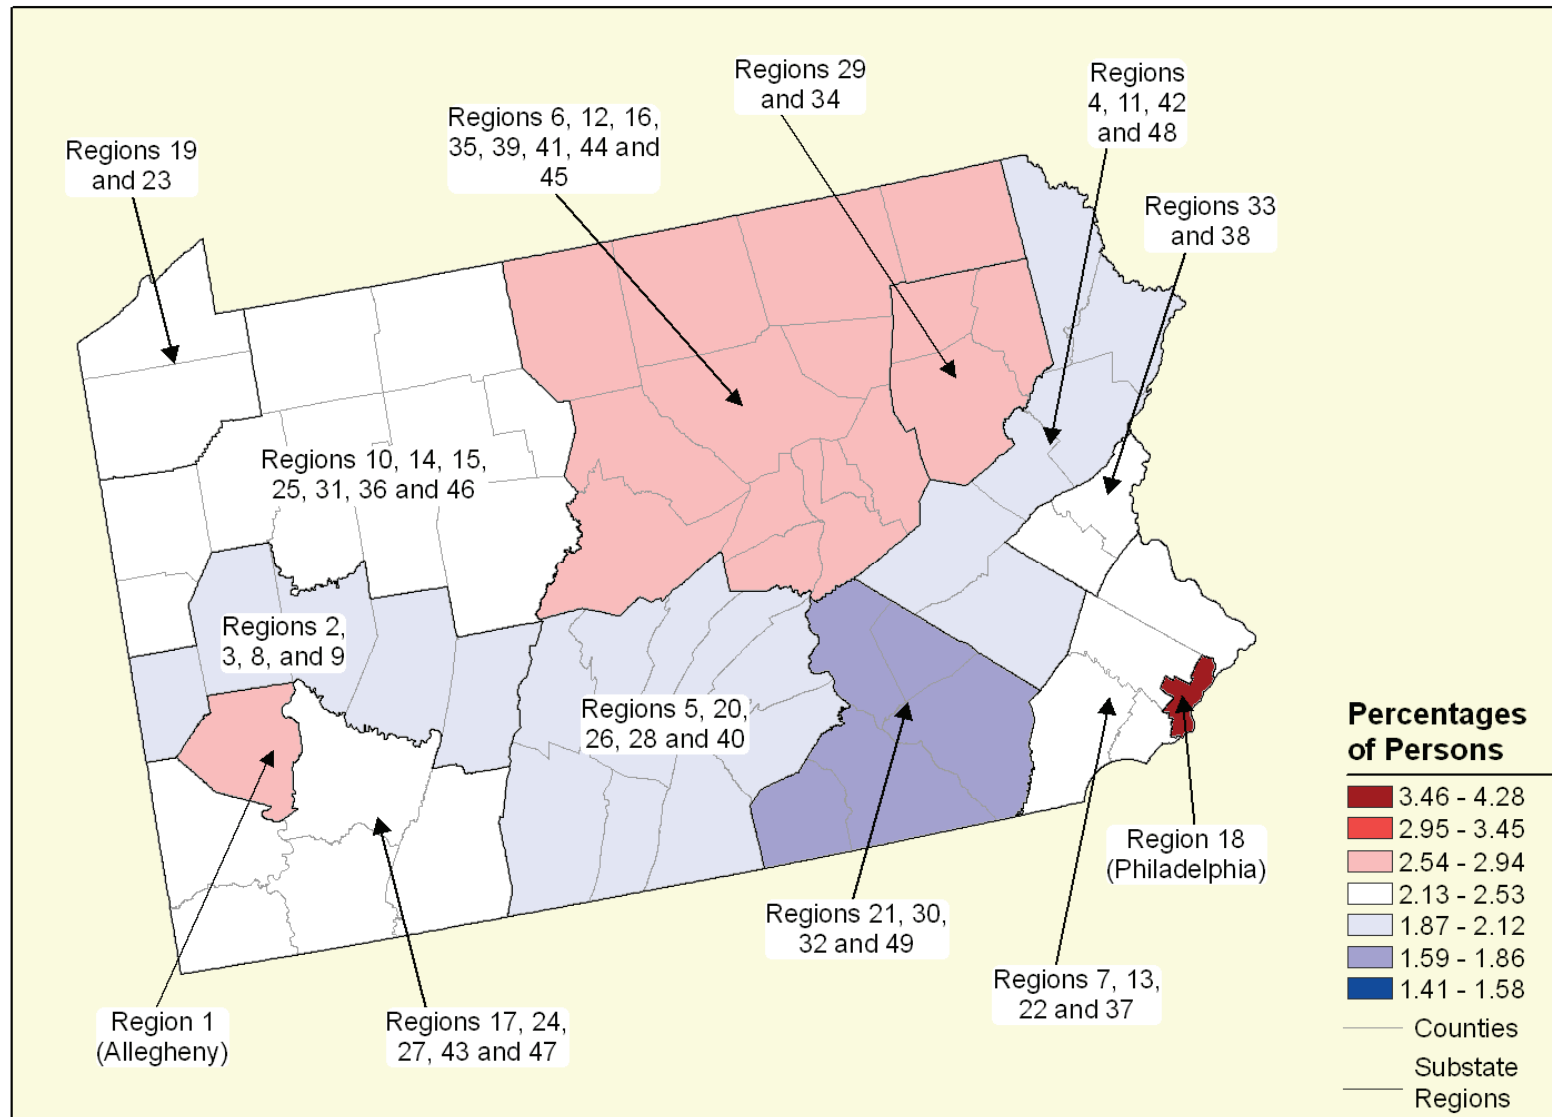 Regions 29
and 34
Regions
4, 11, 42
and 48
Regions 6, 12, 16,
35, 39, 41, 44 and
45
Regions 19
and 23
Regions 33
and 38
Regions 10, 14, 15,
25, 31, 36 and 46
Regions 2,
3, 8, and 9
Regions 5, 20,
26, 28 and 40
Percentages
of Persons
3.46 - 4.28
2.95 - 3.45
2.54 - 2.94
2.13 - 2.53
1.87 - 2.12
1.59 - 1.86
1.41 - 1.58
Counties
Substate
Regions
Region 18
(Philadelphia)
Regions 21, 30,
32 and 49
Regions 7, 13,
22 and 37
Region 1
(Allegheny)
Regions 17, 24,
27, 43 and 47